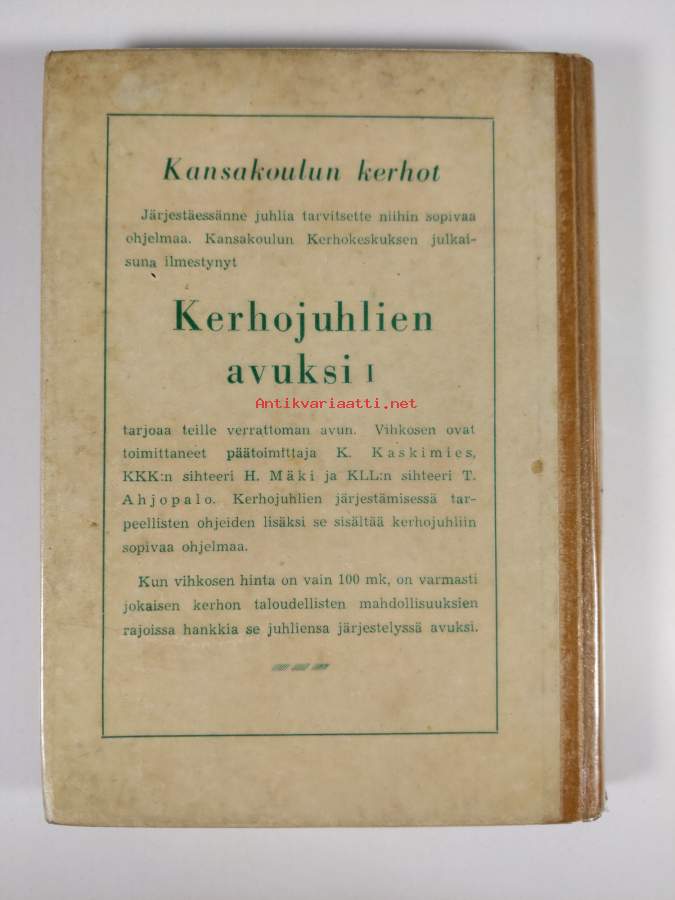 Kansakoulun kerhot
Järjestäessänne juhlia tarvitsette niihin sopivaa
ohjelmaa. Kansakoulun Kerhokeskuksen julkai-
suna ilmestynyt
Kerhojuhlien
avuksi I
Antikvariaatti.net
tarjoaa teille verrattoman avun. Vihkosen ovat
toimittaneet päätoimittaja K. Kaskimies,
KKK:n sihteeri H. Mäki ja KLL:n sihteeri T.
Ahjopalo. Kerhojuhlien järjestämisessä tar-
peellisten ohjeiden lisäksi se sisältää kerhojuhliin
sopivaa ohjelmaa.
Kun vihkosen hinta on vain 100 mk, on varmasti
jokaisen kerhon taloudellisten mahdollisuuksien
rajoissa hankkia se juhliensa järjestelyssä avuksi.